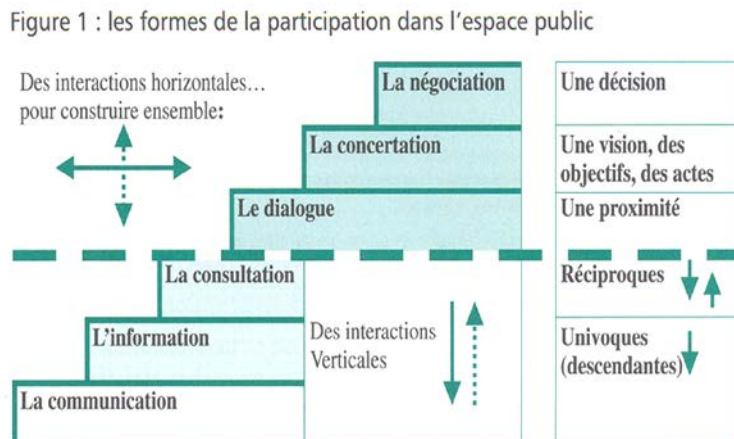 Figure 1 : les formes de la participation dans l'espace public
Des interactions horizontales…
pour construire ensemble:
La négociation
Une décision
La concertation
Une vision, des
objectifs, des actes
Le dialogue
Une proximité
La consultation
Réciproques
L'information
Des interactions
Verticales
Univoques
(descendantes)
La communication